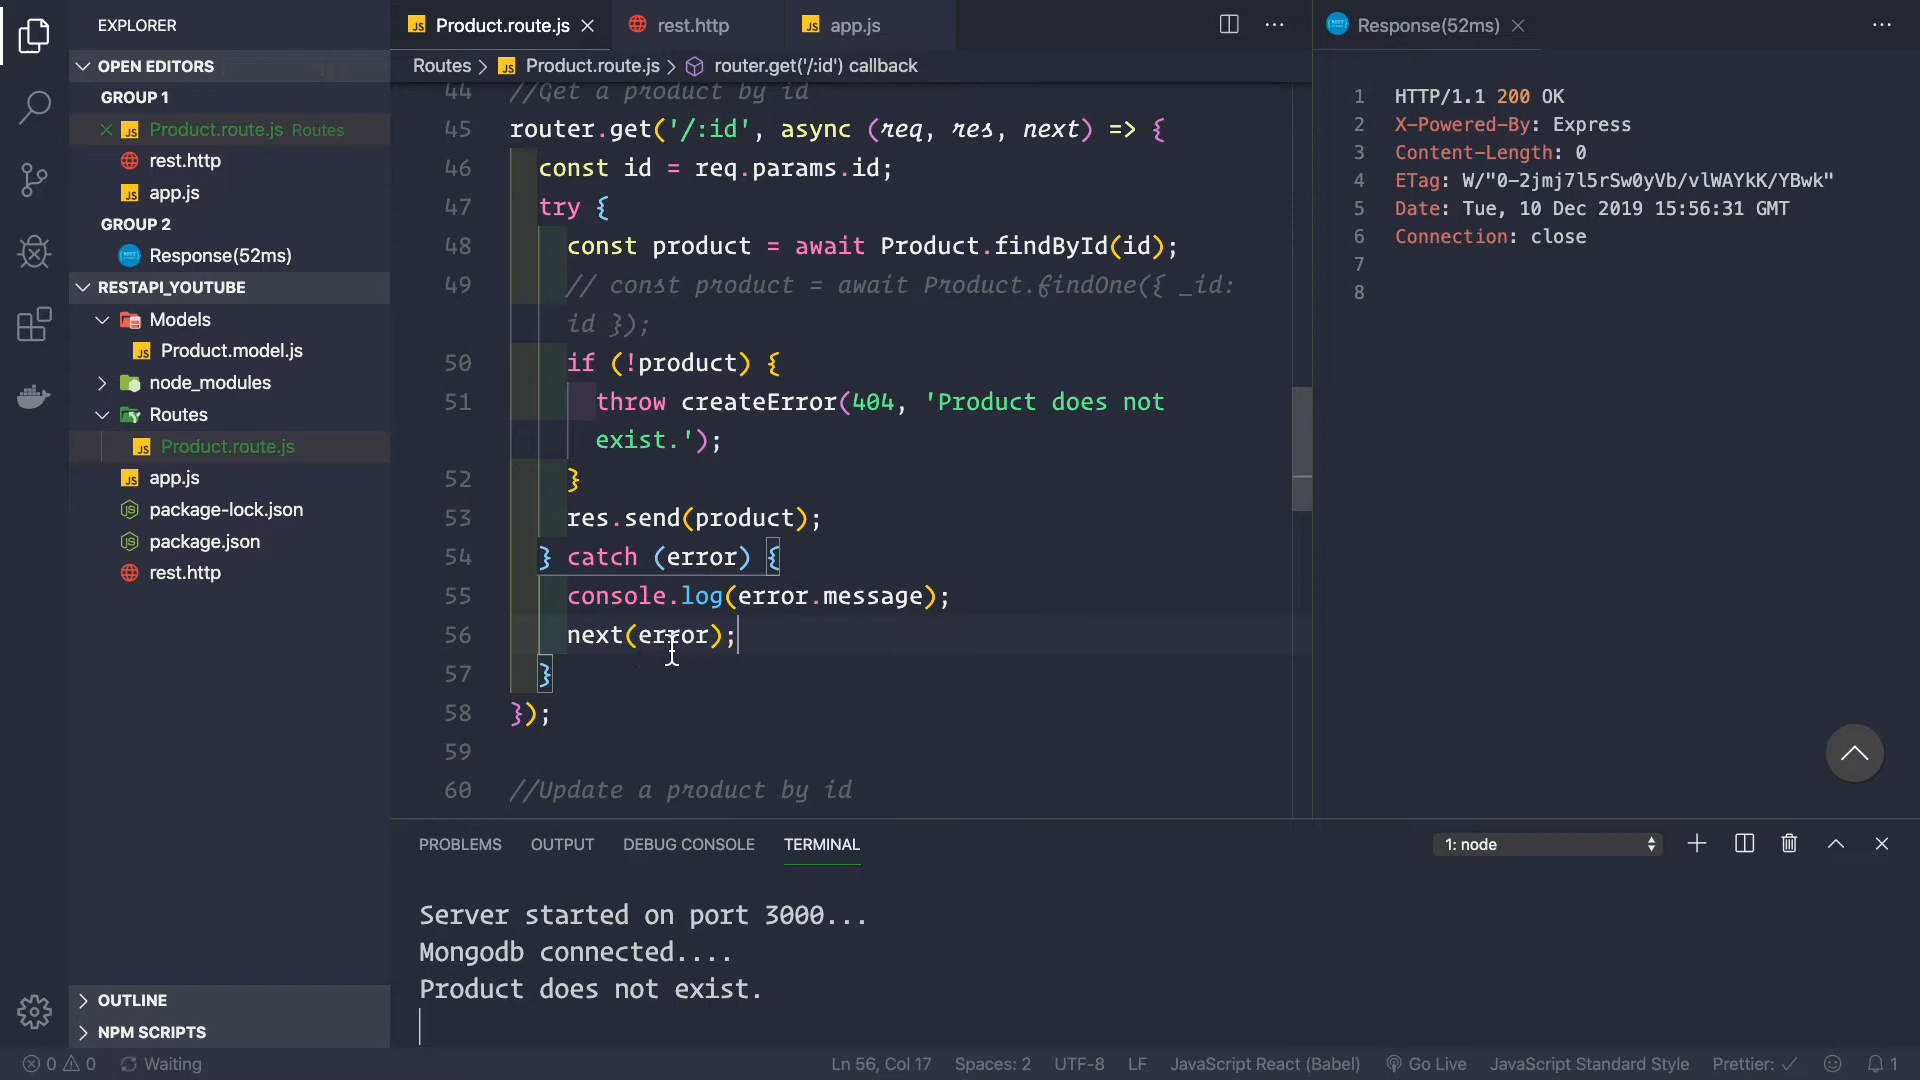 EXPLORER
OPEN EDITORS
GROUP 1
Product.route.js Routes
rest.http
app.js
GROUP 2
Response(52ms)
RESTAPI_YOUTUBE
Models
Product.model.js
node_modules
Routes
Product.route.js
app.js
package-lock.json
package.json
rest.http
OUTLINE
NPM SCRIPTS
Product.route.js
rest.http
app.js
Routes > Product.route.js > router.get('/:id') callback
44 //Get a product by id
45 router.get('/:id', async (req, res, next) => {
46 const id = req.params.id;
47 try {
48 const product = await Product.findById(id);
49 // const product = await Product.findOne({ _id:
id });
50 if (!product) {
51 throw createError(404, 'Product does not
exist.');
52 }
53 res.send(product);
54 } catch (error) {
55 console.log(error.message);
56 next(error);
57 }
58 });
59
60 //Update a product by id
Response(52ms)
1 HTTP/1.1 200 OK
2 X-Powered-By: Express
3 Content-Length: 0
4 ETag: W/"0-2jmj7l5rSw0yVb/vlWAYkK/YBwk"
5 Date: Tue, 10 Dec 2019 15:56:31 GMT
6 Connection: close
7
8
PROBLEMS OUTPUT DEBUG CONSOLE TERMINAL
1: node
Server started on port 3000...
Mongodb connected....
Product does not exist.
0 0 Waiting
Ln 56, Col 17 Spaces: 2 UTF-8 LF JavaScript React (Babel) Go Live JavaScript Standard Style Prettier: ✓ 1